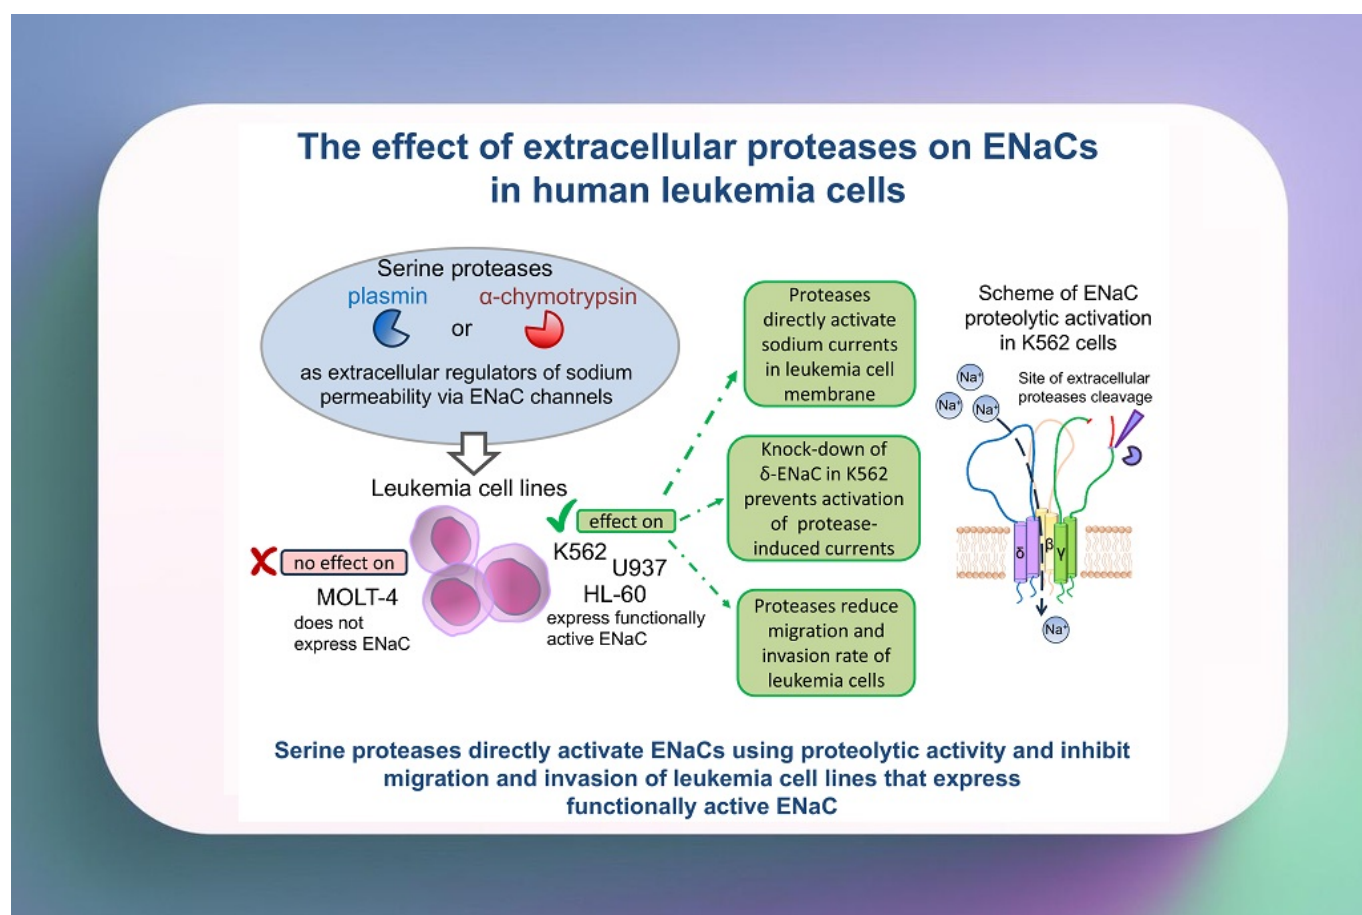 The effect of extracellular proteases on ENaCs
in human leukemia cells
Serine proteases
plasmin
α-chymotrypsin
or
as extracellular regulators of sodium
permeability via ENaC channels
Leukemia cell lines
no effect on
MOLT-4
does not
express ENaC
effect on
K562
U937
HL-60
express functionally
active ENaC
Proteases
directly activate
sodium currents
in leukemia cell
membrane
Knock-down of
δ-ENaC in K562
prevents activation
of protease-
induced currents
Proteases reduce
migration and
invasion rate of
leukemia cells
Scheme of ENaC
proteolytic activation
in K562 cells
Na⁺
Na⁺
Na⁺
Site of extracellular
proteases cleavage
δ
β
γ
Na⁺
Serine proteases directly activate ENaCs using proteolytic activity and inhibit
migration and invasion of leukemia cell lines that express
functionally active ENaC